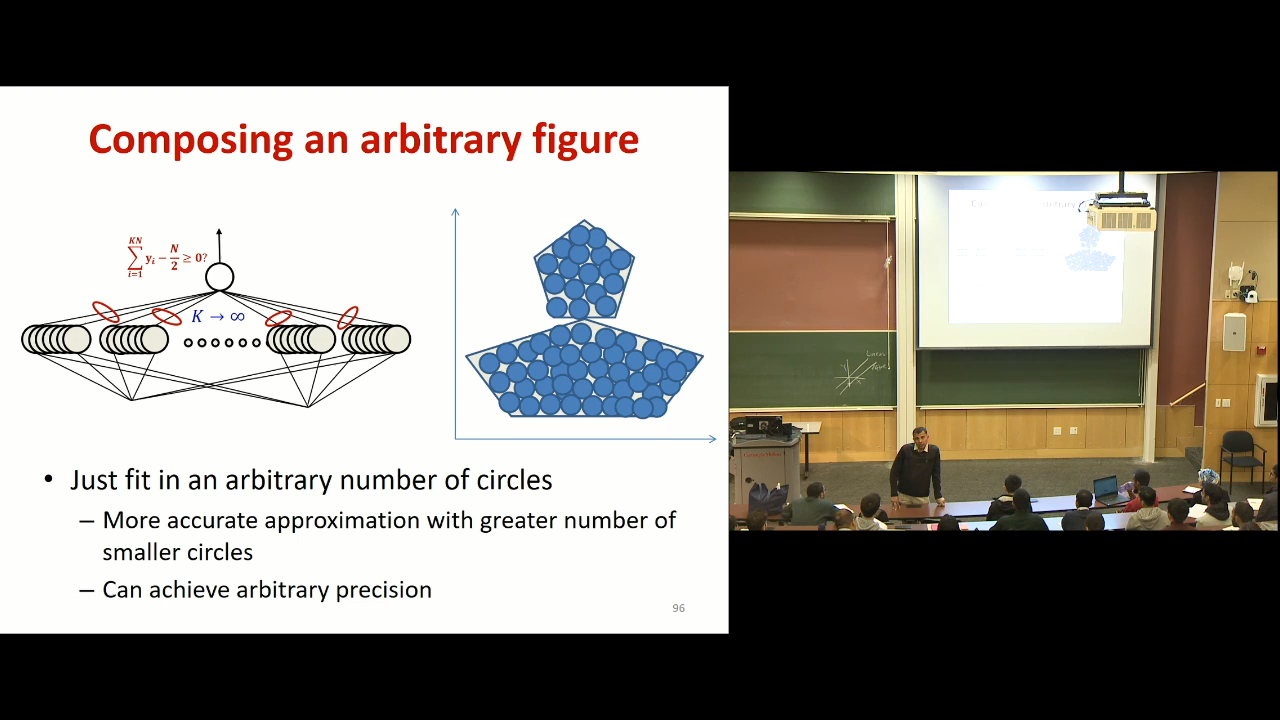 Composing an arbitrary figure
KN
∑ yᵢ − N/2 ≥ 0?
i=1
K → ∞
• Just fit in an arbitrary number of circles
– More accurate approximation with greater number of
smaller circles
– Can achieve arbitrary precision
96